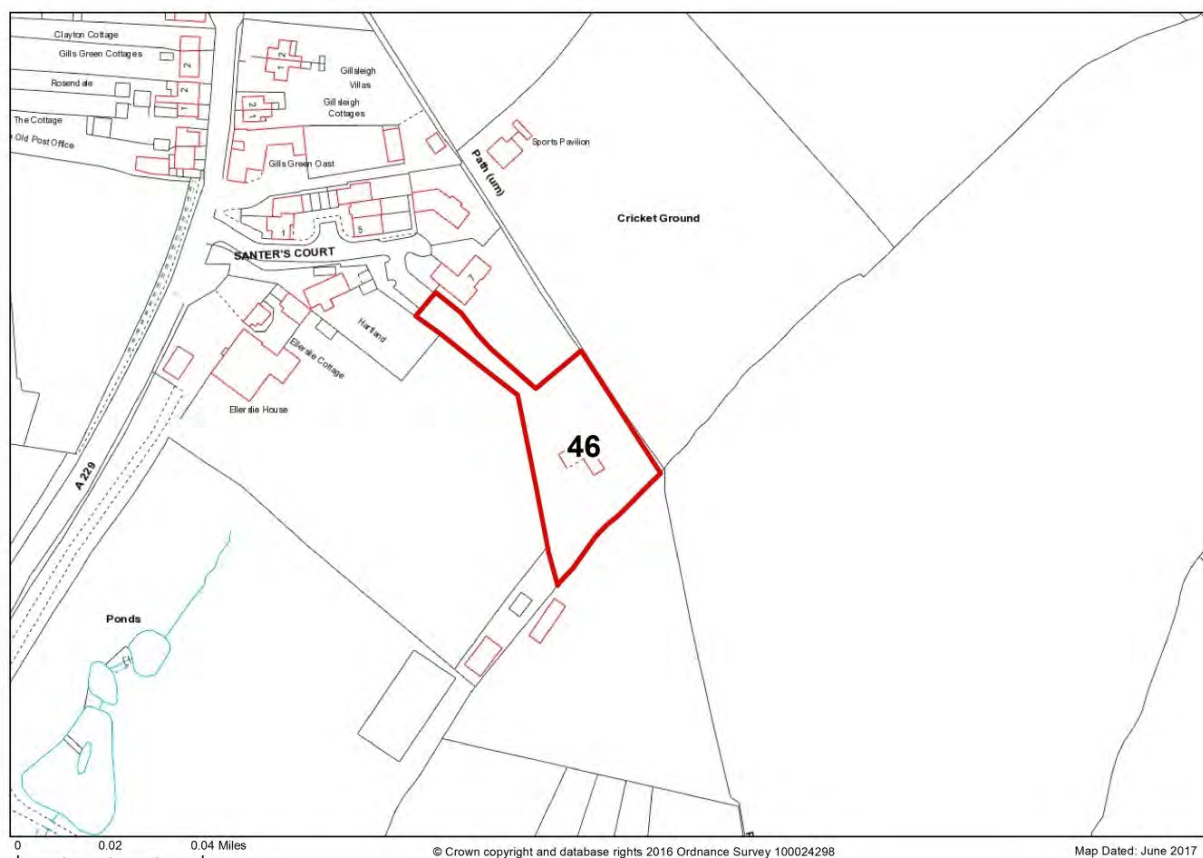 Clayton Cottage
Gills Green Cottages
2
Rosendale
2
1
The Cottage
Old Post Office
2
1
Gillsleigh
Villas
2
1
Gillsleigh
Cottages
Gills Green Oast
Path (um)
Sports Pavilion
Cricket Ground
1
5
SANTER'S COURT
7
Hartland
Ellerslie Cottage
Ellerslie House
46
A 229
Ponds
0 0.02 0.04 Miles
© Crown copyright and database rights 2016 Ordnance Survey 100024298
Map Dated: June 2017